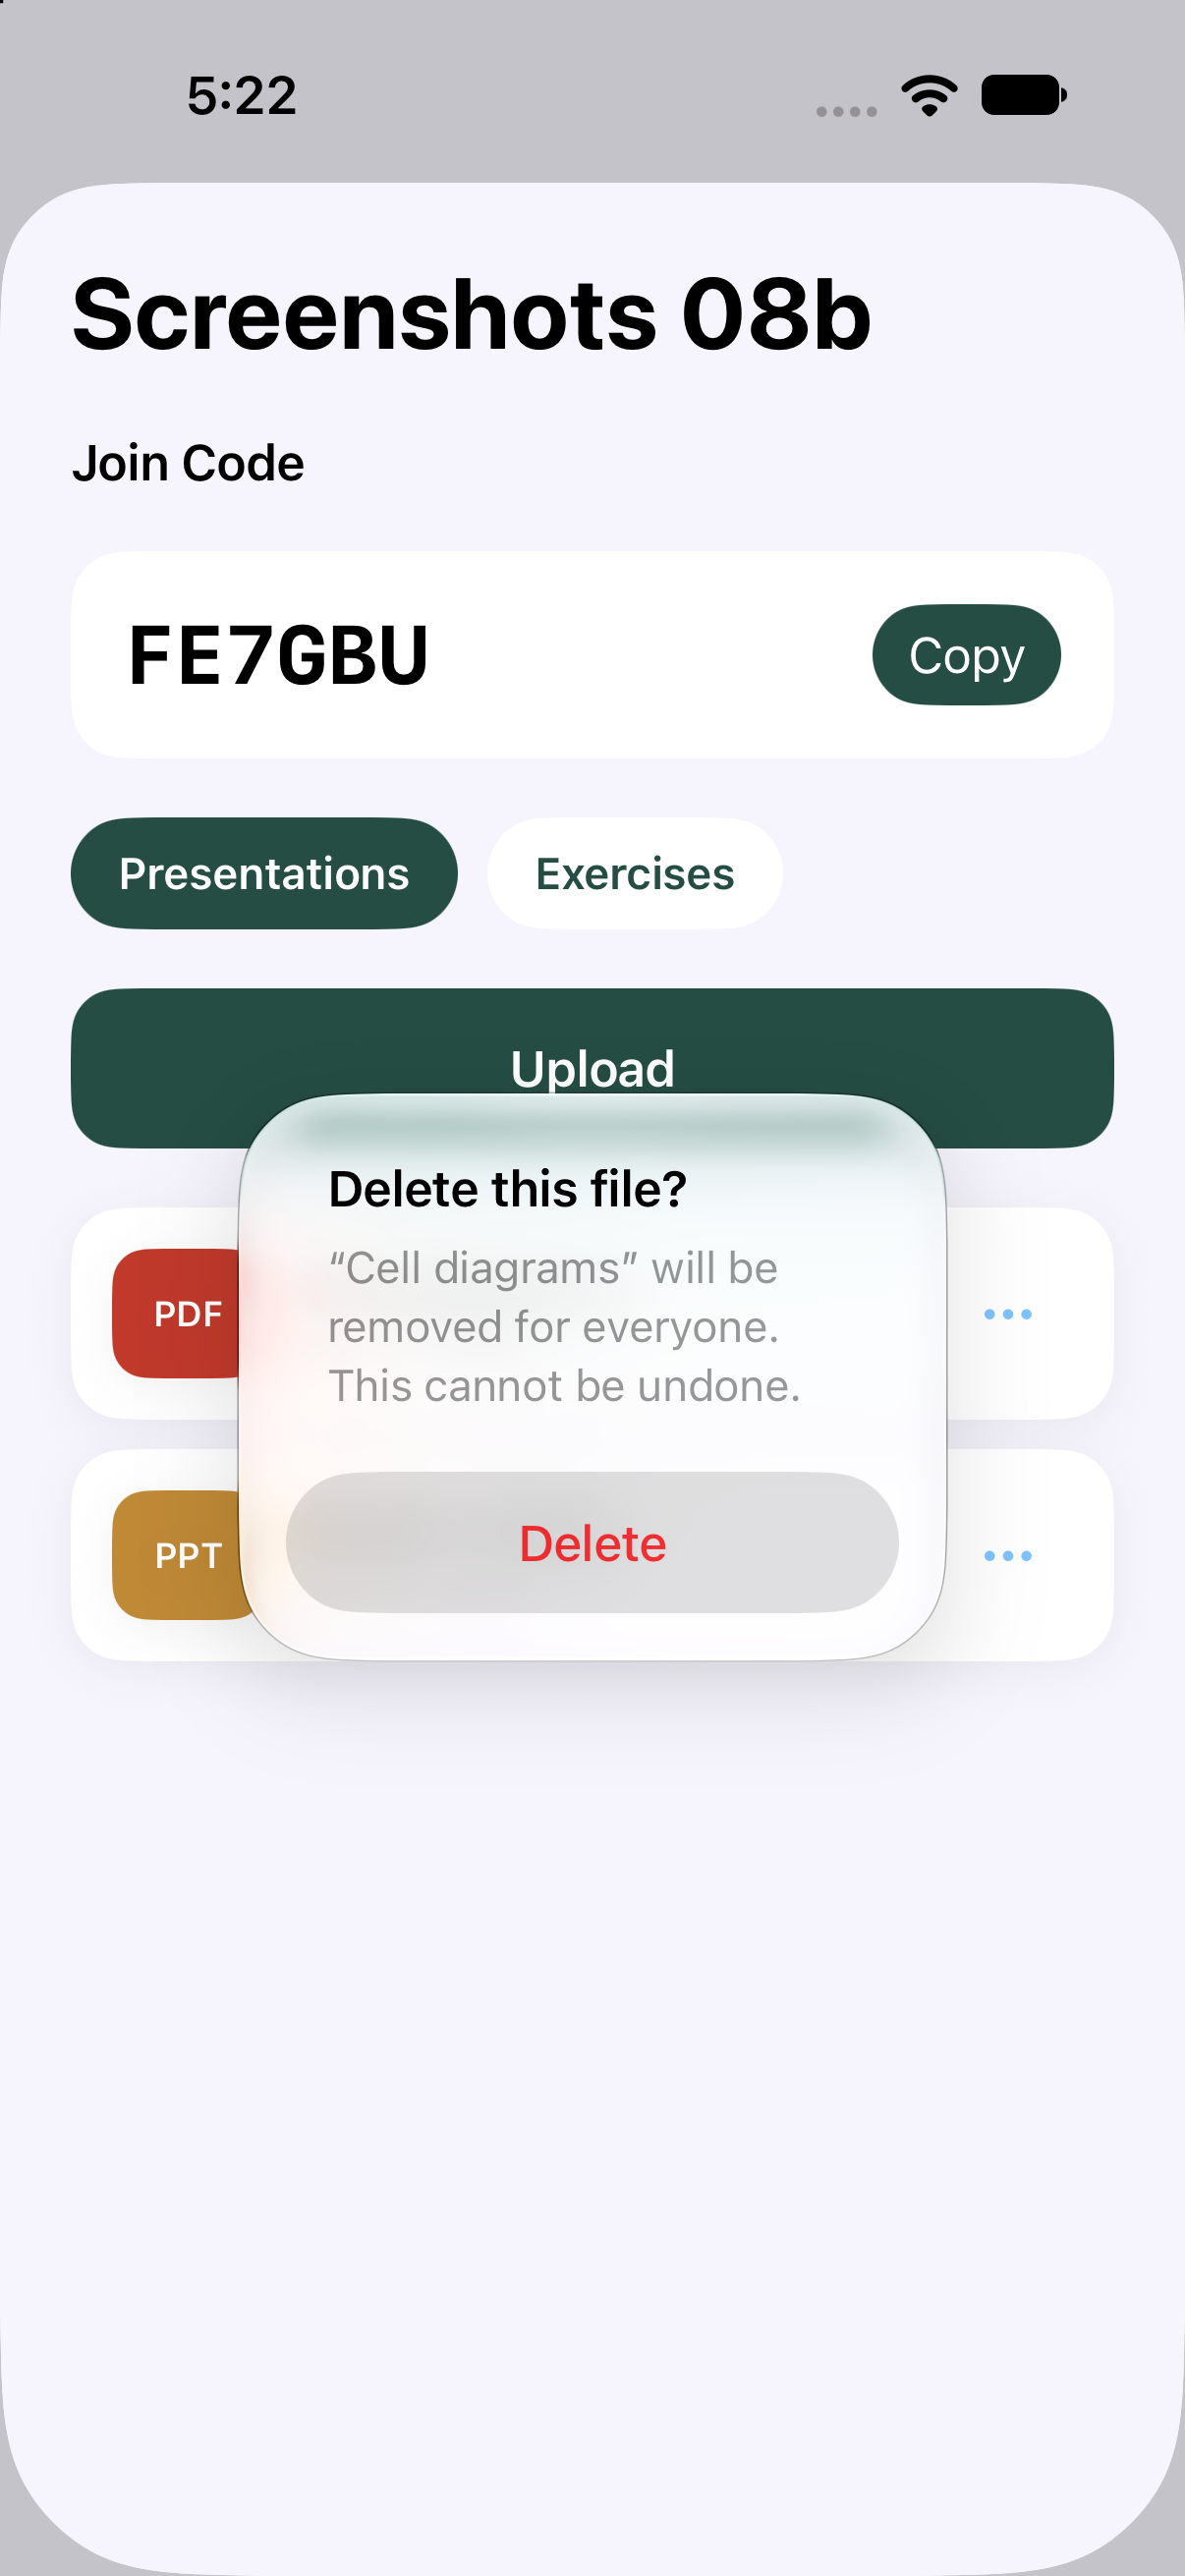 5:22
Screenshots 08b
Join Code
FE7GBU
Copy
Presentations
Exercises
Upload
Delete this file?
“Cell diagrams” will be
removed for everyone.
This cannot be undone.
PDF
Delete
PPT